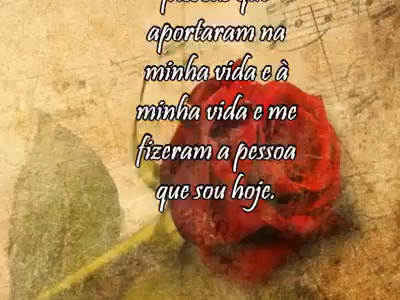 aportaram na
minha vida e à
minha vida e me
fizeram a pessoa
que sou hoje.